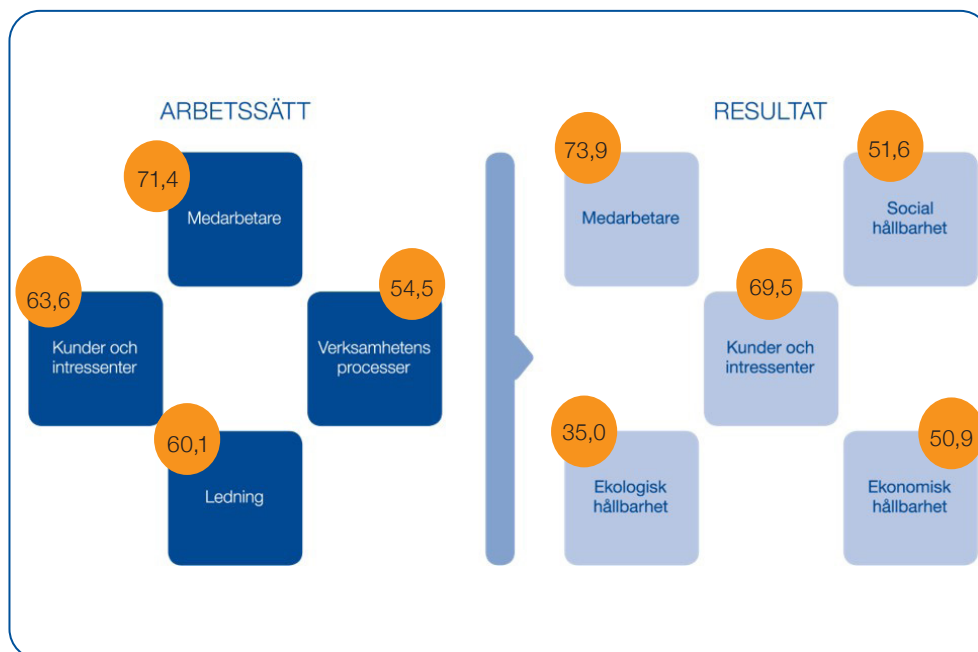 ARBETSSÄTT
71,4
Medarbetare
63,6
Kunder och
intressenter
54,5
Verksamhetens
processer
60,1
Ledning
RESULTAT
73,9
Medarbetare
51,6
Social
hållbarhet
69,5
Kunder och
intressenter
35,0
Ekologisk
hållbarhet
50,9
Ekonomisk
hållbarhet